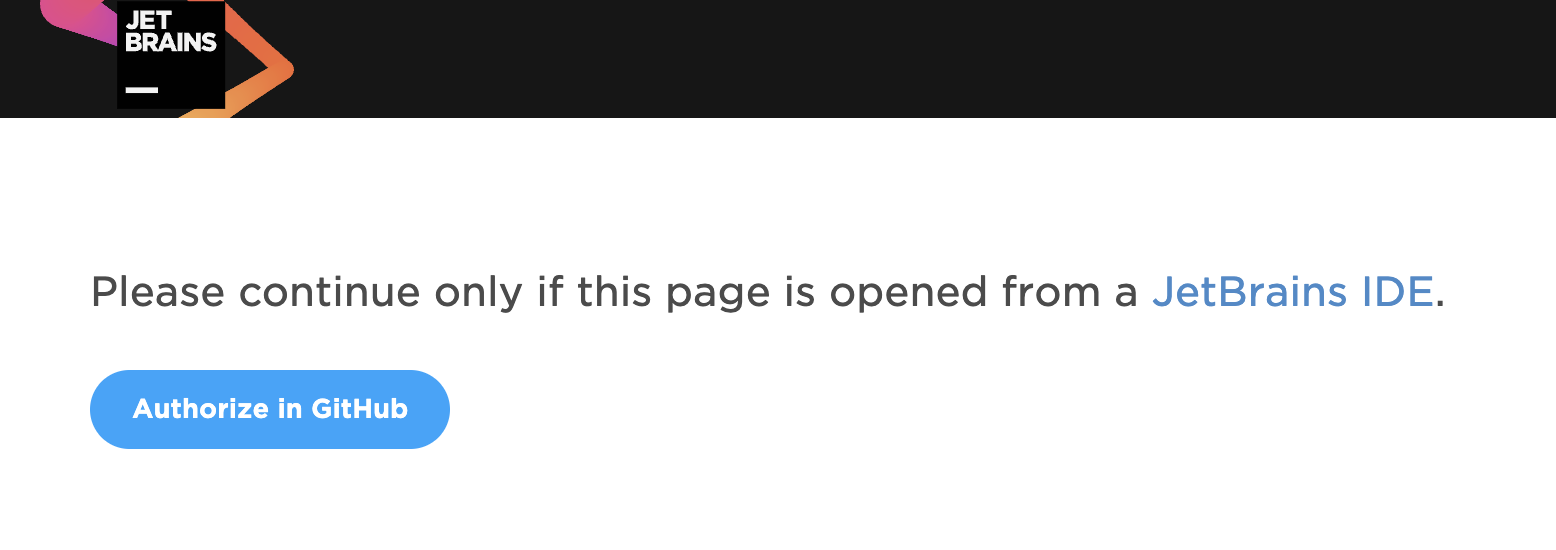 JET
BRAINS
Please continue only if this page is opened from a JetBrains IDE.
Authorize in GitHub